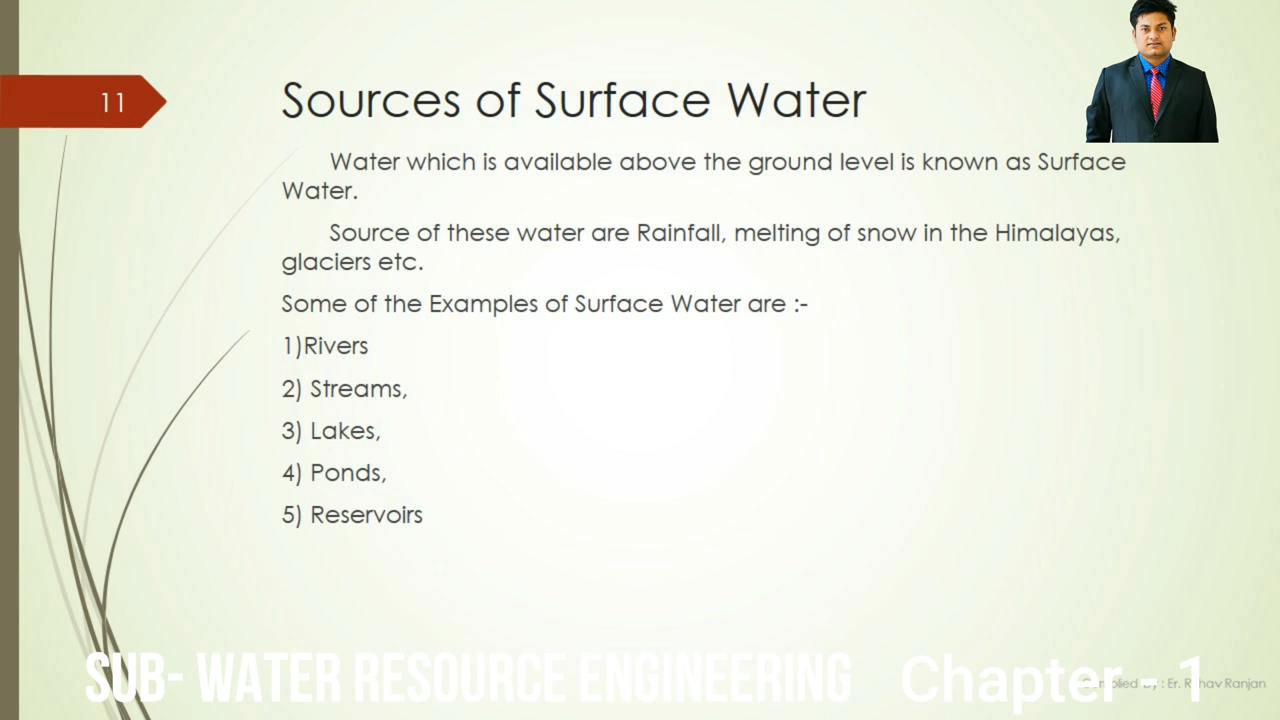 11
Sources of Surface Water
Water which is available above the ground level is known as Surface
Water.
Source of these water are Rainfall, melting of snow in the Himalayas,
glaciers etc.
Some of the Examples of Surface Water are :-
1)Rivers
2) Streams,
3) Lakes,
4) Ponds,
5) Reservoirs
SUB- WATER RESOURCE ENGINEERING Chapter - 1
by : Er. Ranjan